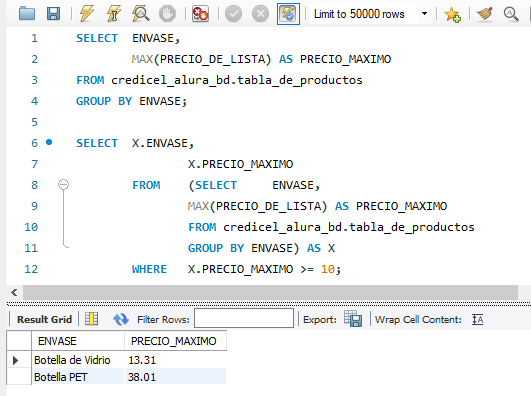 Limit to 50000 rows
1 SELECT ENVASE,
2 MAX(PRECIO_DE_LISTA) AS PRECIO_MAXIMO
3 FROM credicel_alura_bd.tabla_de_productos
4 GROUP BY ENVASE;
5
6 SELECT X.ENVASE,
7 X.PRECIO_MAXIMO
8 FROM (SELECT ENVASE,
9 MAX(PRECIO_DE_LISTA) AS PRECIO_MAXIMO
10 FROM credicel_alura_bd.tabla_de_productos
11 GROUP BY ENVASE) AS X
12 WHERE X.PRECIO_MAXIMO >= 10;
Result Grid Filter Rows: Export: Wrap Cell Content: IA
ENVASE PRECIO_MAXIMO
Botella de Vidrio 13.31
Botella PET 38.01